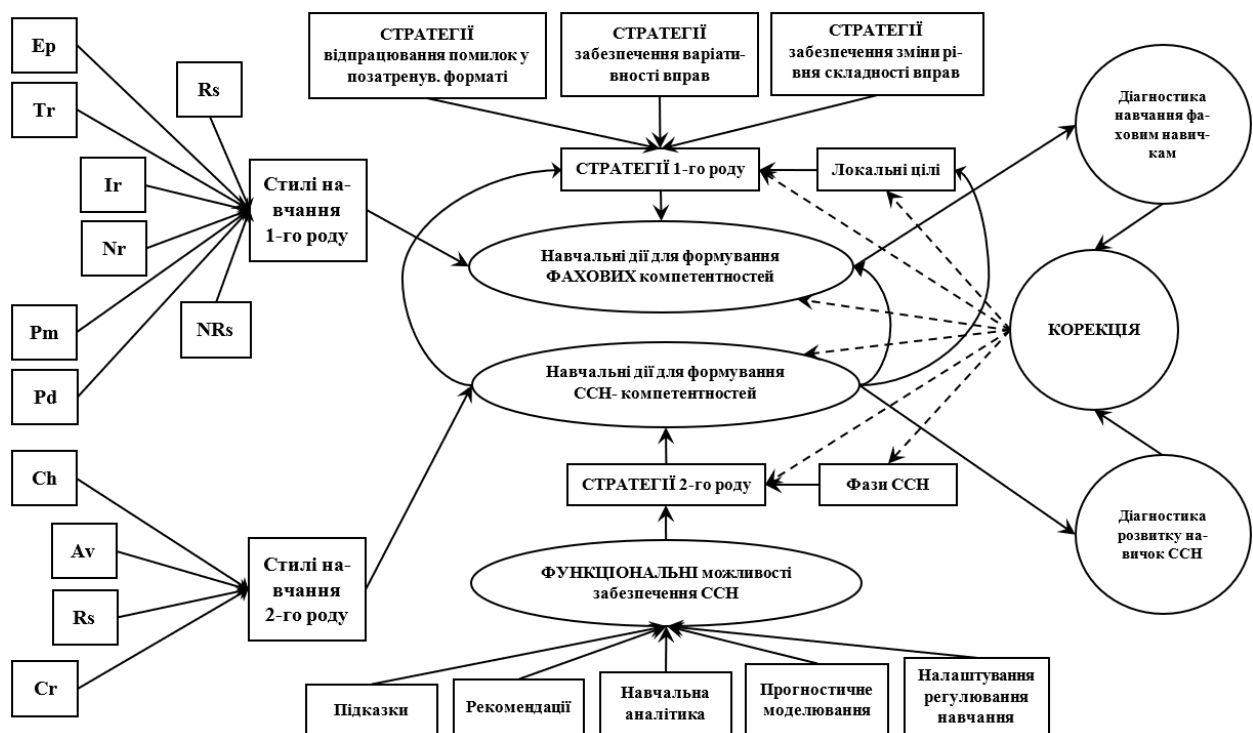 Ep
Tr
Rs
Ir
Nr
Pm
NRs
Pd
Стилі на-
вчання
1-го роду
СТРАТЕГІЇ
відпрацювання помилок у
позатренув. форматі
СТРАТЕГІЇ
забезпечення варіати-
вності вправ
СТРАТЕГІЇ
забезпечення зміни рі-
вня складності вправ
СТРАТЕГІЇ 1-го роду
Локальні цілі
Навчальні дії для формування
ФАХОВИХ компетентностей
Діагностика
навчання фа-
ховим навич-
кам
КОРЕКЦІЯ
Навчальні дії для формування
ССН- компетентностей
Ch
Av
Rs
Cr
Стилі на-
вчання
2-го роду
СТРАТЕГІЇ 2-го роду
Фази ССН
Діагностика
розвитку на-
вичок ССН
ФУНКЦІОНАЛЬНІ можливості
забезпечення ССН
Підказки
Рекомендації
Навчальна
аналітика
Прогностичне
моделювання
Налаштування
регулювання
навчання